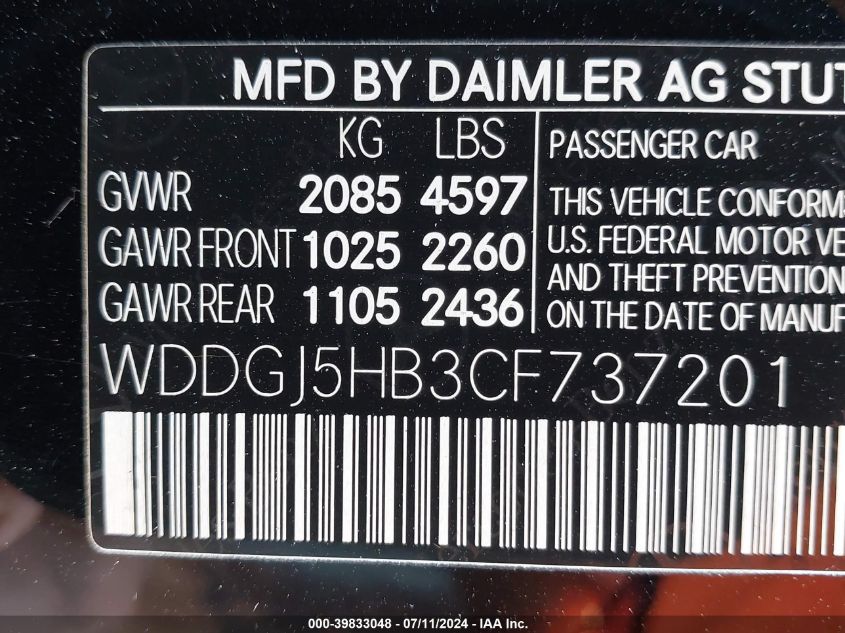 MFD BY DAIMLER AG STUT
KG LBS
GVWR 2085 4597
GAWR FRONT 1025 2260
GAWR REAR 1105 2436
PASSENGER CAR
THIS VEHICLE CONFORM
U.S. FEDERAL MOTOR VE
AND THEFT PREVENTION
ON THE DATE OF MANUF
WDDGJ5HB3CF737201
000-39833048 - 07/11/2024 - IAA Inc.